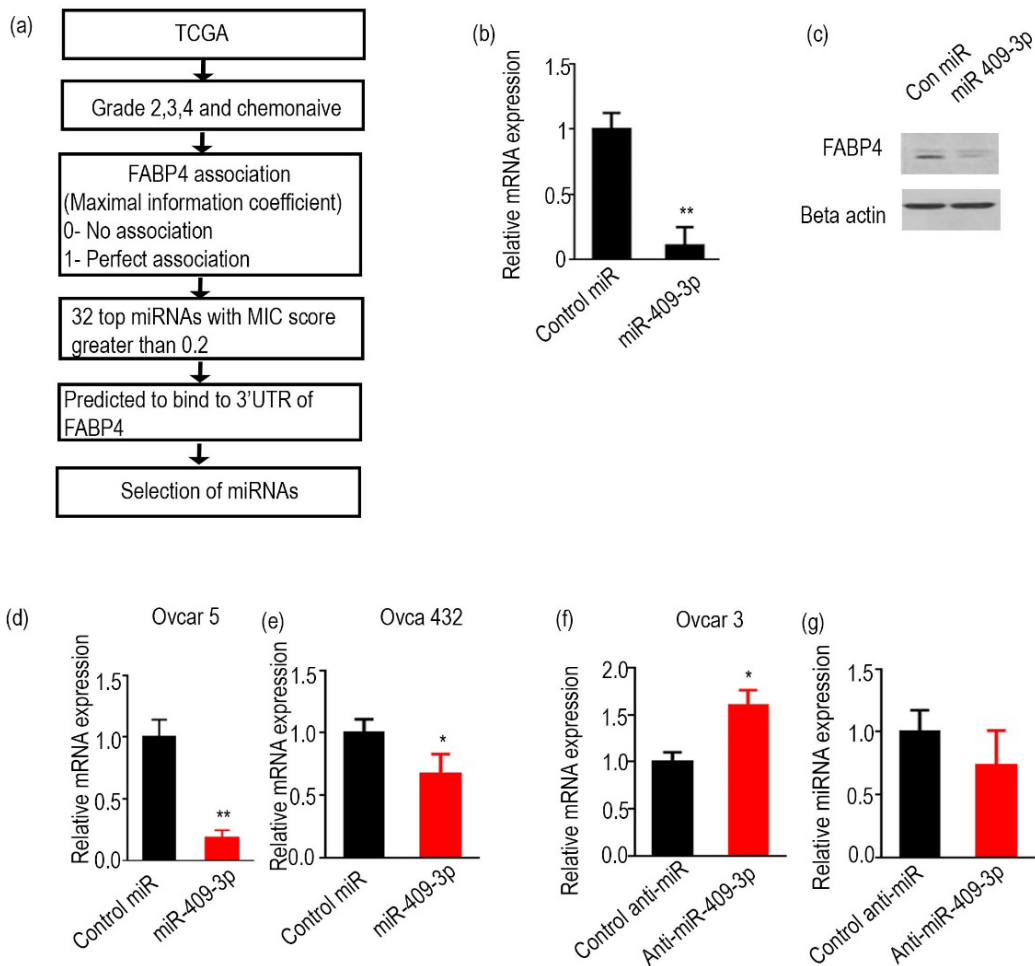 (a)
TCGA
Grade 2,3,4 and chemonaive
FABP4 association
(Maximal information coefficient)
0- No association
1- Perfect association
32 top miRNAs with MIC score
greater than 0.2
Predicted to bind to 3’UTR of
FABP4
Selection of miRNAs
(b)
Relative mRNA expression
1.5
1
0.5
0
**
Control miR
miR-409-3p
(c)
Con miR
miR 409-3p
FABP4
Beta actin
(d)
Ovcar 5
Relative mRNA expression
1.5
1.0
0.5
0.0
**
Control miR
miR-409-3p
(e)
Ovca 432
Relative mRNA expression
1.5
1.0
0.5
0.0
*
Control miR
miR-409-3p
(f)
Ovcar 3
Relative mRNA expression
2.0
1.5
1.0
0.5
0.0
*
Control anti-miR
Anti-miR-409-3p
(g)
Relative miRNA expression
1.5
1.0
0.5
0.0
Control anti-miR
Anti-miR-409-3p